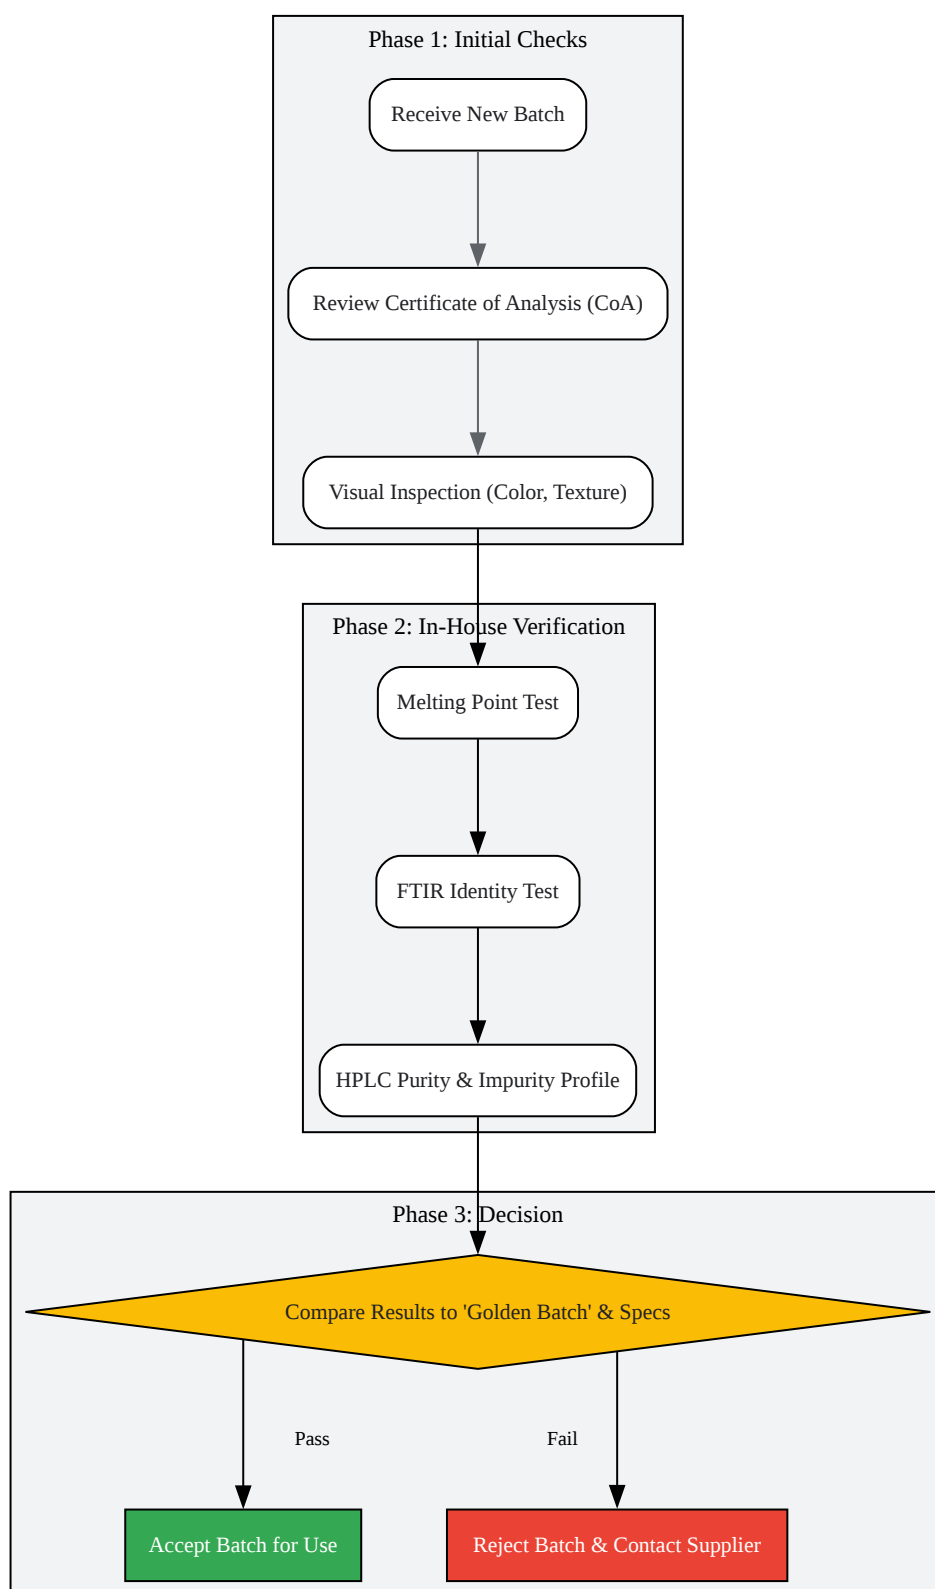 Phase 1: Initial Checks
Receive New Batch
Review Certificate of Analysis (CoA)
Visual Inspection (Color, Texture)
Phase 2: In-House Verification
Melting Point Test
FTIR Identity Test
HPLC Purity & Impurity Profile
Phase 3: Decision
Compare Results to 'Golden Batch' & Specs
Pass
Fail
Accept Batch for Use
Reject Batch & Contact Supplier